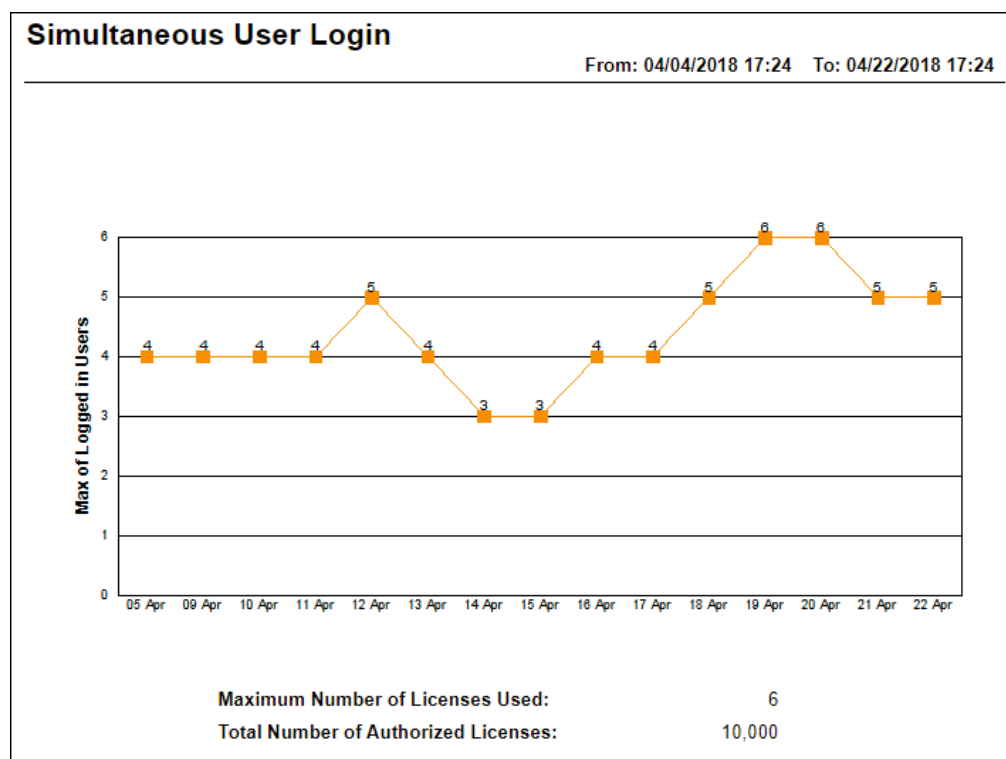 Simultaneous User Login
From: 04/04/2018 17:24 To: 04/22/2018 17:24
Max of Logged in Users
6
5
4
3
2
1
0
4 4 4 4 5 4 3 3 4 4 5 6 6 5 5
05 Apr 09 Apr 10 Apr 11 Apr 12 Apr 13 Apr 14 Apr 15 Apr 16 Apr 17 Apr 18 Apr 19 Apr 20 Apr 21 Apr 22 Apr
Maximum Number of Licenses Used: 6
Total Number of Authorized Licenses: 10,000